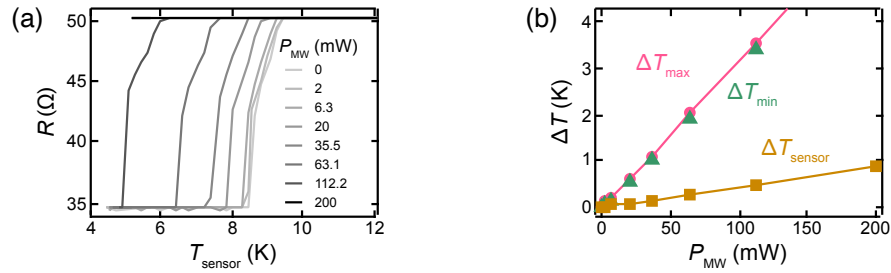 (a)
50
45
40
35
R (Ω)
4
6
8
10
12
T_sensor (K)
P_MW (mW)
0
2
6.3
20
35.5
63.1
112.2
200
(b)
4
3
2
1
0
ΔT (K)
0
50
100
150
200
P_MW (mW)
ΔT_max
ΔT_min
ΔT_sensor